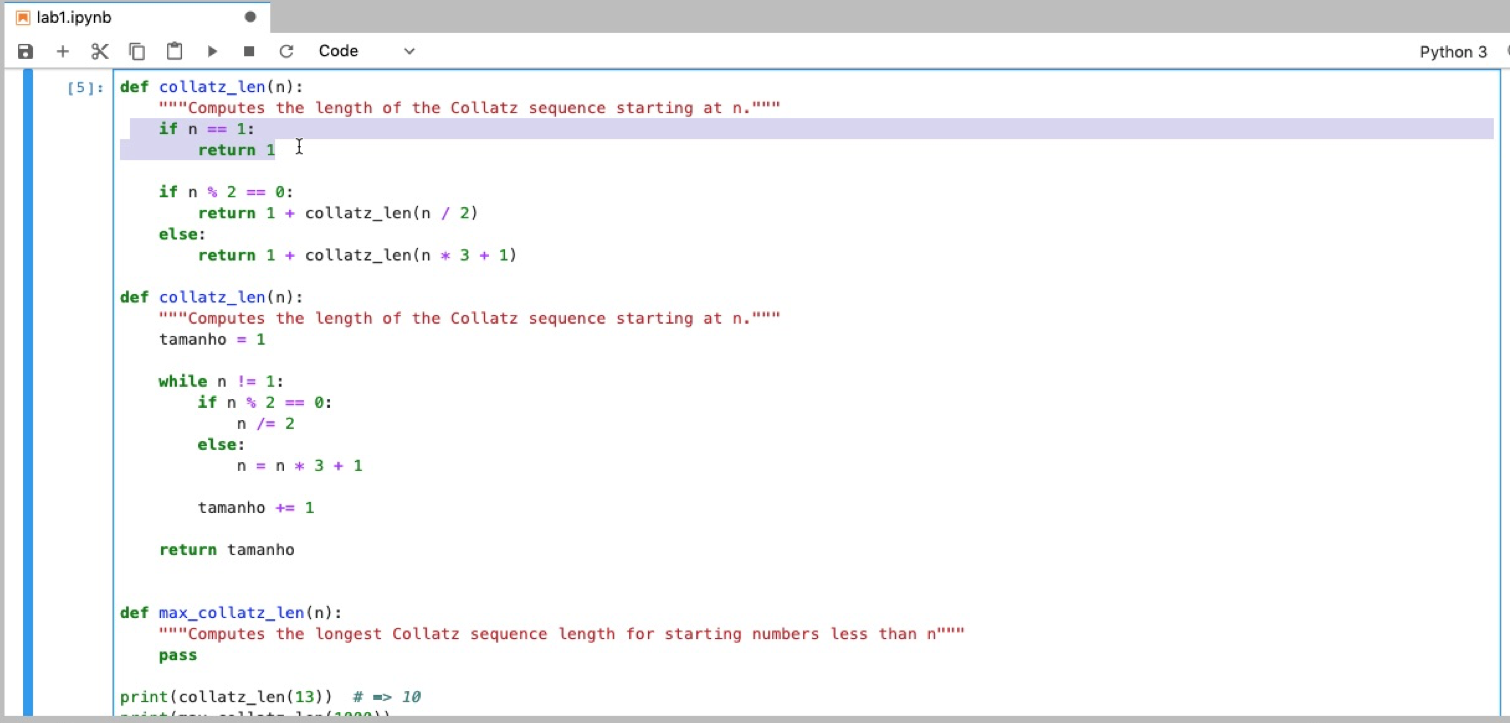 lab1.ipynb
Code
Python 3
[5]:
def collatz_len(n):
    """Computes the length of the Collatz sequence starting at n."""
    if n == 1:
        return 1
    if n % 2 == 0:
        return 1 + collatz_len(n / 2)
    else:
        return 1 + collatz_len(n * 3 + 1)
def collatz_len(n):
    """Computes the length of the Collatz sequence starting at n."""
    tamanho = 1
    while n != 1:
        if n % 2 == 0:
            n /= 2
        else:
            n = n * 3 + 1
        tamanho += 1
    return tamanho
def max_collatz_len(n):
    """Computes the longest Collatz sequence length for starting numbers less than n"""
    pass
print(collatz_len(13))  # => 10
print(max_collatz_len(1000))